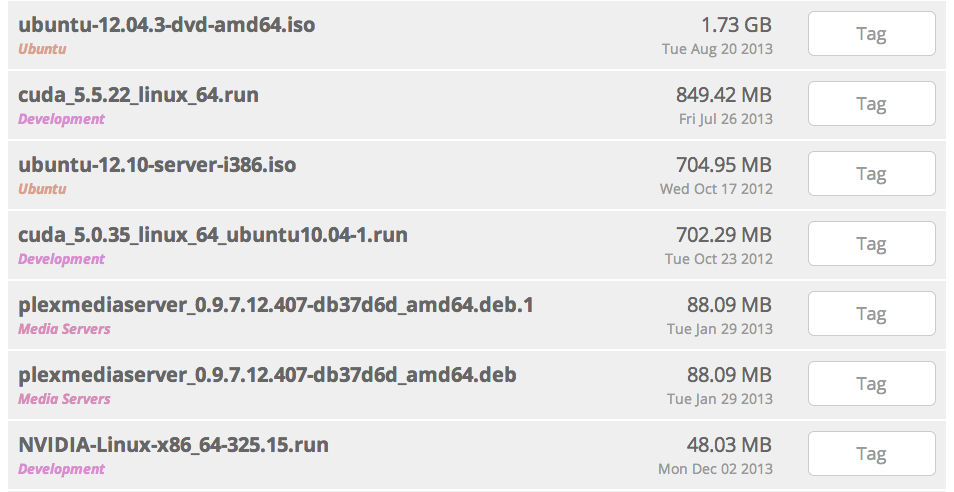 ubuntu-12.04.3-dvd-amd64.iso 1.73 GB Tag
Ubuntu Tue Aug 20 2013
cuda_5.5.22_linux_64.run 849.42 MB Tag
Development Fri Jul 26 2013
ubuntu-12.10-server-i386.iso 704.95 MB Tag
Ubuntu Wed Oct 17 2012
cuda_5.0.35_linux_64_ubuntu10.04-1.run 702.29 MB Tag
Development Tue Oct 23 2012
plexmediaserver_0.9.7.12.407-db37d6d_amd64.deb.1 88.09 MB Tag
Media Servers Tue Jan 29 2013
plexmediaserver_0.9.7.12.407-db37d6d_amd64.deb 88.09 MB Tag
Media Servers Tue Jan 29 2013
NVIDIA-Linux-x86_64-325.15.run 48.03 MB Tag
Development Mon Dec 02 2013